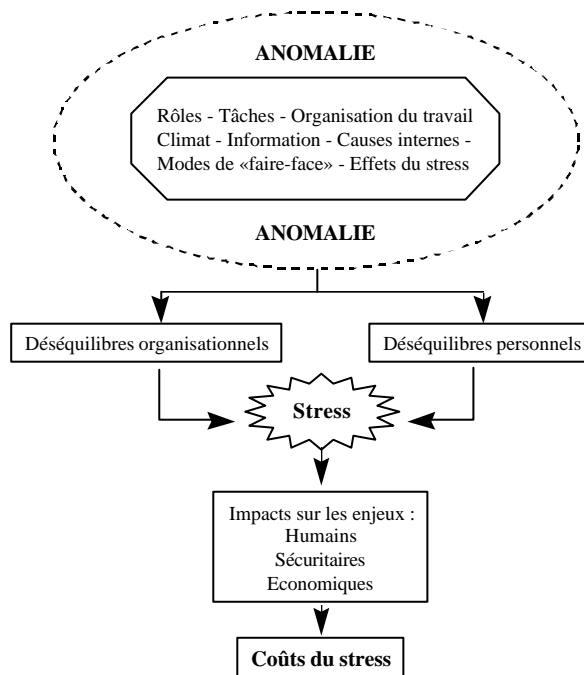 ANOMALIE
Rôles - Tâches - Organisation du travail
Climat - Information - Causes internes -
Modes de «faire-face» - Effets du stress
ANOMALIE
Déséquilibres organisationnels
Déséquilibres personnels
Stress
Impacts sur les enjeux :
Humains
Sécuritaires
Economiques
Coûts du stress